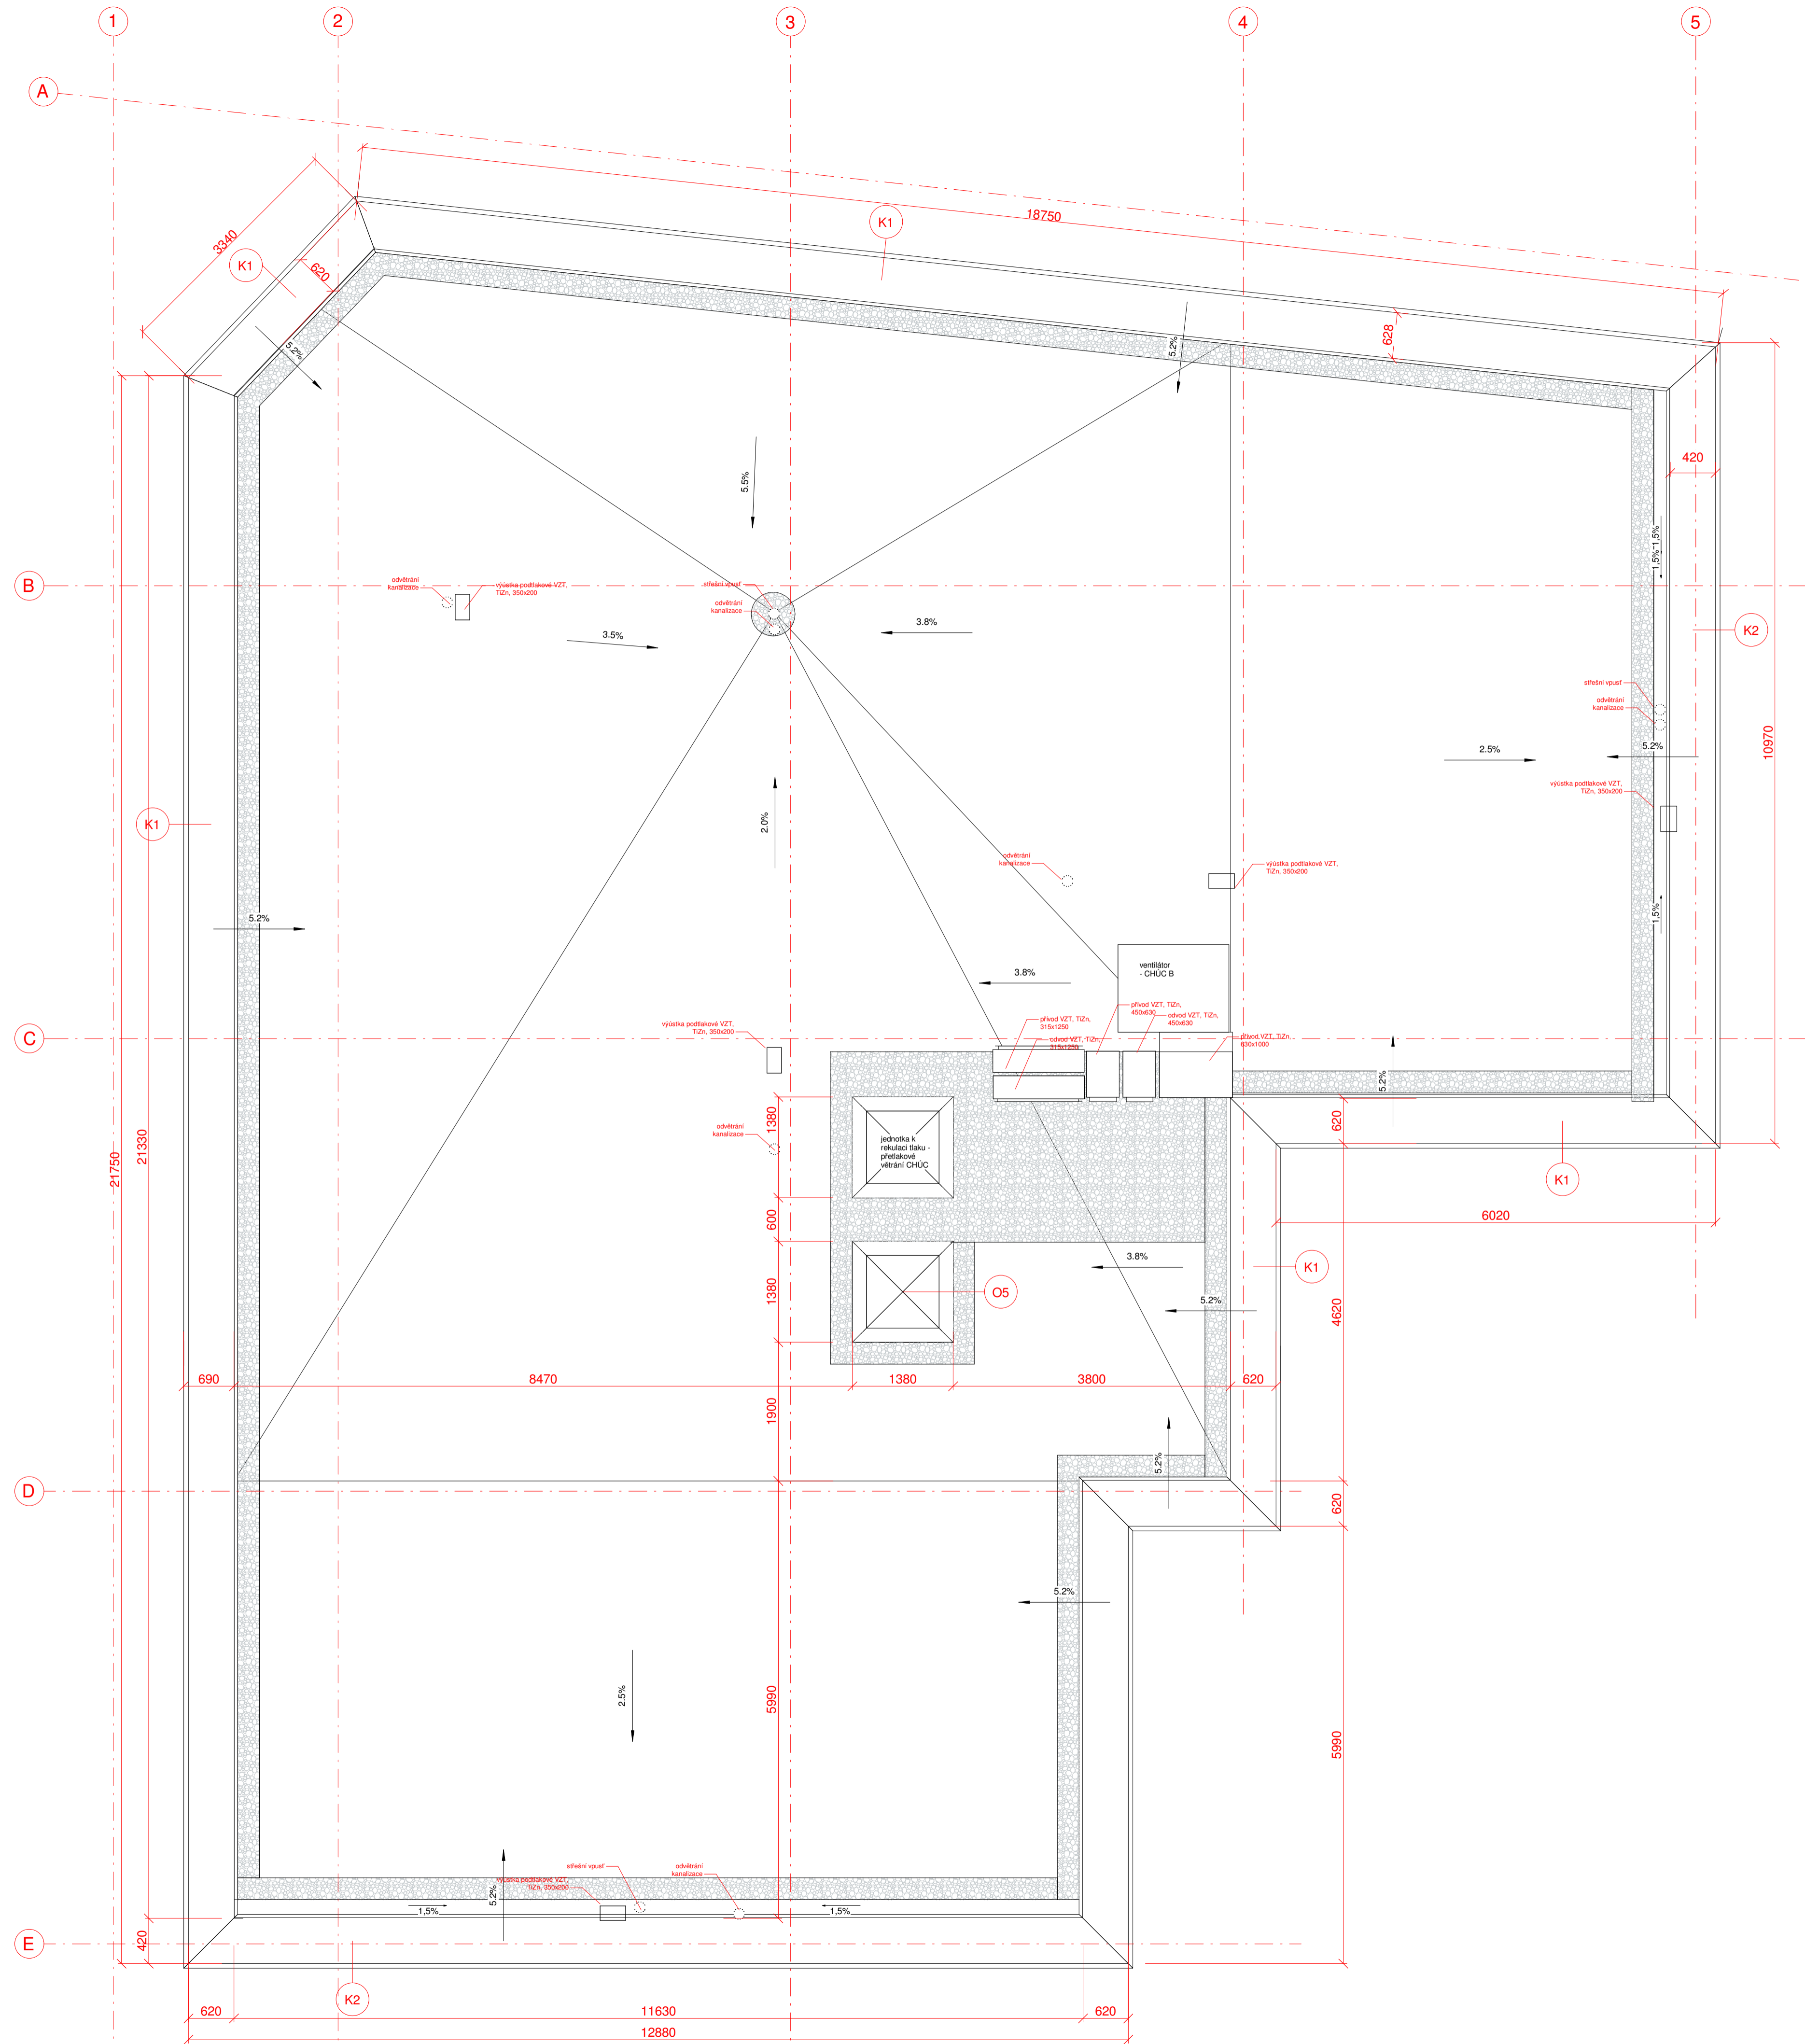 1
2
3
4
5
A
18750
K1
3340
K1
620
628
5.2%
5.2%
420
5.5%
1,5%
1,5%
B
odvětrání
kanalizace
výústka podtlakové VZT,
TiZn, 350x200
střešní vpusť
odvětrání
kanalizace
3.5%
3.8%
K2
střešní vpusť
odvětrání
kanalizace
2.5%
5.2%
10970
výústka podtlakové VZT,
TiZn, 350x200
K1
2.0%
odvětrání
kanalizace
výústka podtlakové VZT,
TiZn, 350x200
5.2%
1,5%
ventilátor
- CHÚC B
3.8%
přívod VZT, TiZn,
450x630
odvod VZT, TiZn,
450x630
přívod VZT, TiZn,
315x1250
odvod VZT, TiZn,
315x1250
přívod VZT, TiZn,
630x1000
C
výústka podtlakové VZT,
TiZn, 350x200
5.2%
1380
odvětrání
kanalizace
jednotka k
rekulaci tlaku -
přetlakové
větrání CHÚC
620
21750
21330
K1
600
6020
3.8%
K1
1380
O5
5.2%
4620
690
8470
1380
3800
620
1900
5.2%
D
620
5.2%
5990
2.5%
5990
střešní vpusť
odvětrání
kanalizace
výústka podtlakové VZT,
TiZn, 350x200
5.2%
1,5%
1,5%
E
420
K2
620
11630
620
12880